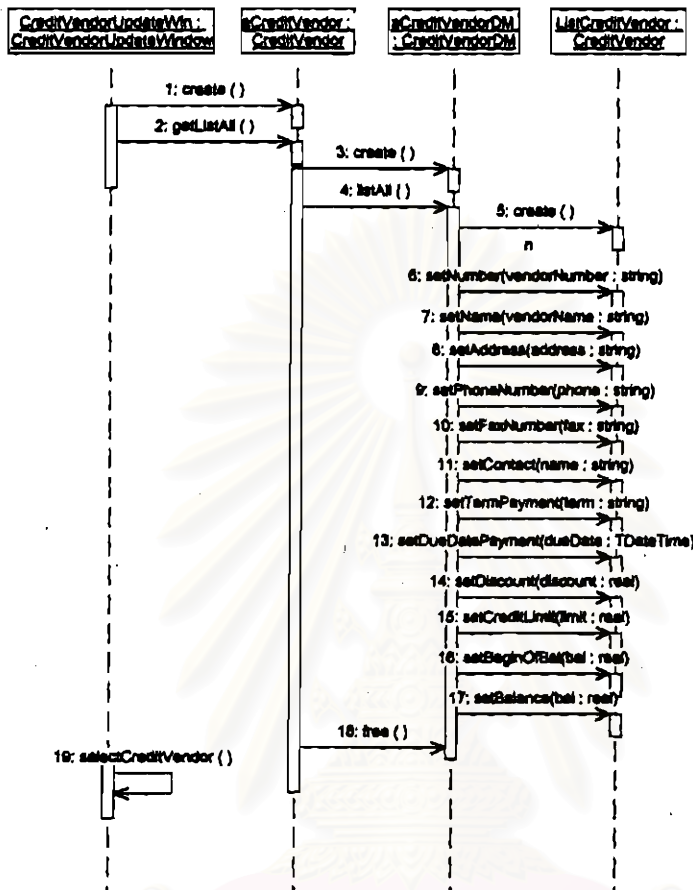 CreditVendorUpdateWin :
CreditVendorUpdateWindow
aCreditVendor :
CreditVendor
aCreditVendorDM
: CreditVendorDM
ListCreditVendor :
CreditVendor
1: create ( )
2: getListAll ( )
3: create ( )
4: listAll ( )
5: create ( )
n
6: setNumber(vendorNumber : string)
7: setName(vendorName : string)
8: setAddress(address : string)
9: setPhoneNumber(phone : string)
10: setFaxNumber(fax : string)
11: setContact(name : string)
12: setTermPayment(term : string)
13: setDueDatePayment(dueDate : TDateTime)
14: setDiscount(discount : real)
15: setCreditLimit(limit : real)
16: setBeginOfBal(bal : real)
17: setBalance(bal : real)
18: free ( )
19: selectCreditVendor ( )